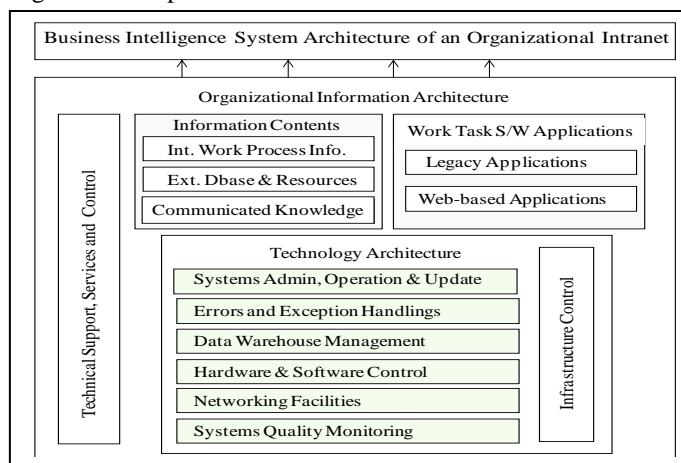 Business Intelligence System Architecture of an Organizational Intranet
Organizational Information Architecture
Technical Support, Services and Control
Information Contents
Int. Work Process Info.
Ext. Dbase & Resources
Communicated Knowledge
Work Task S/W Applications
Legacy Applications
Web-based Applications
Technology Architecture
Systems Admin, Operation & Update
Errors and Exception Handlings
Data Warehouse Management
Hardware & Software Control
Networking Facilities
Systems Quality Monitoring
Infrastructure Control